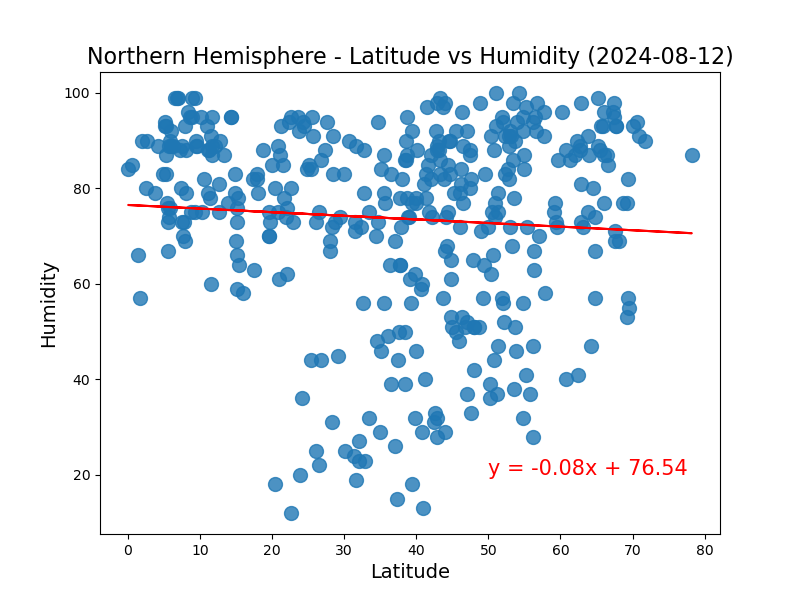 Northern Hemisphere - Latitude vs Humidity (2024-08-12)
100
80
60
40
20
Humidity
y = -0.08x + 76.54
0 10 20 30 40 50 60 70 80
Latitude